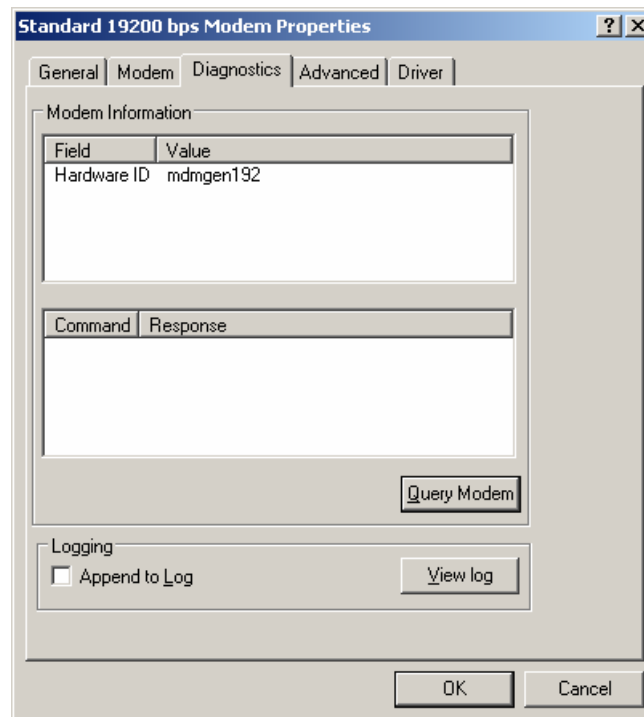 Standard 19200 bps Modem Properties ? X
General Modem Diagnostics Advanced Driver
Modem Information
Field Value
Hardware ID mdmgen192
Command Response
Query Modem
Logging
Append to Log View log
OK Cancel